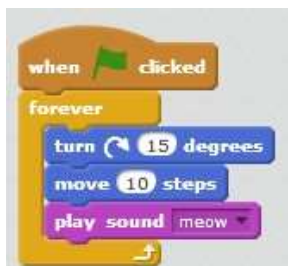 when clicked
forever
turn 15 degrees
move 10 steps
play sound meow